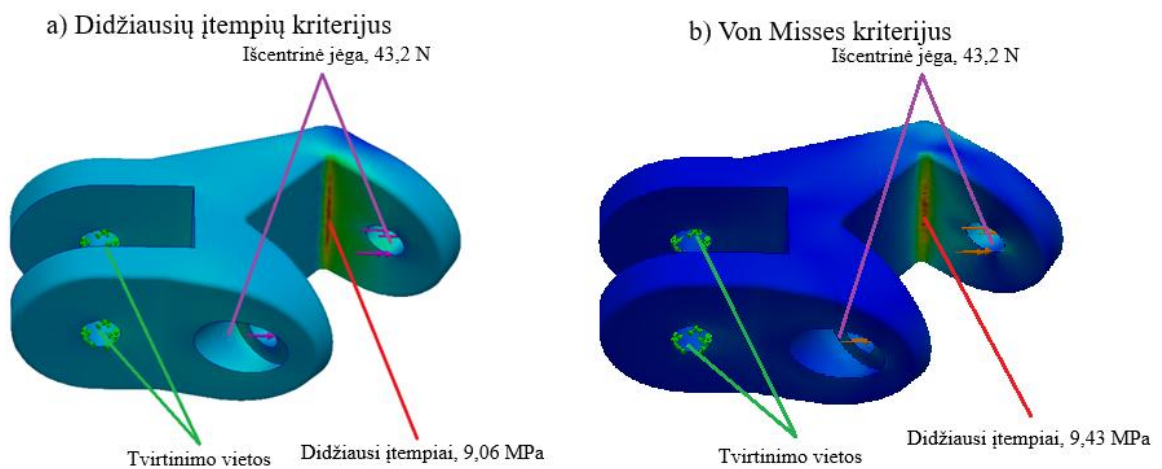 a) Didžiausių įtempių kriterijus
Išcentrinė jėga, 43,2 N
Tvirtinimo vietos
Didžiausi įtempiai, 9,06 MPa
b) Von Misses kriterijus
Išcentrinė jėga, 43,2 N
Tvirtinimo vietos
Didžiausi įtempiai, 9,43 MPa